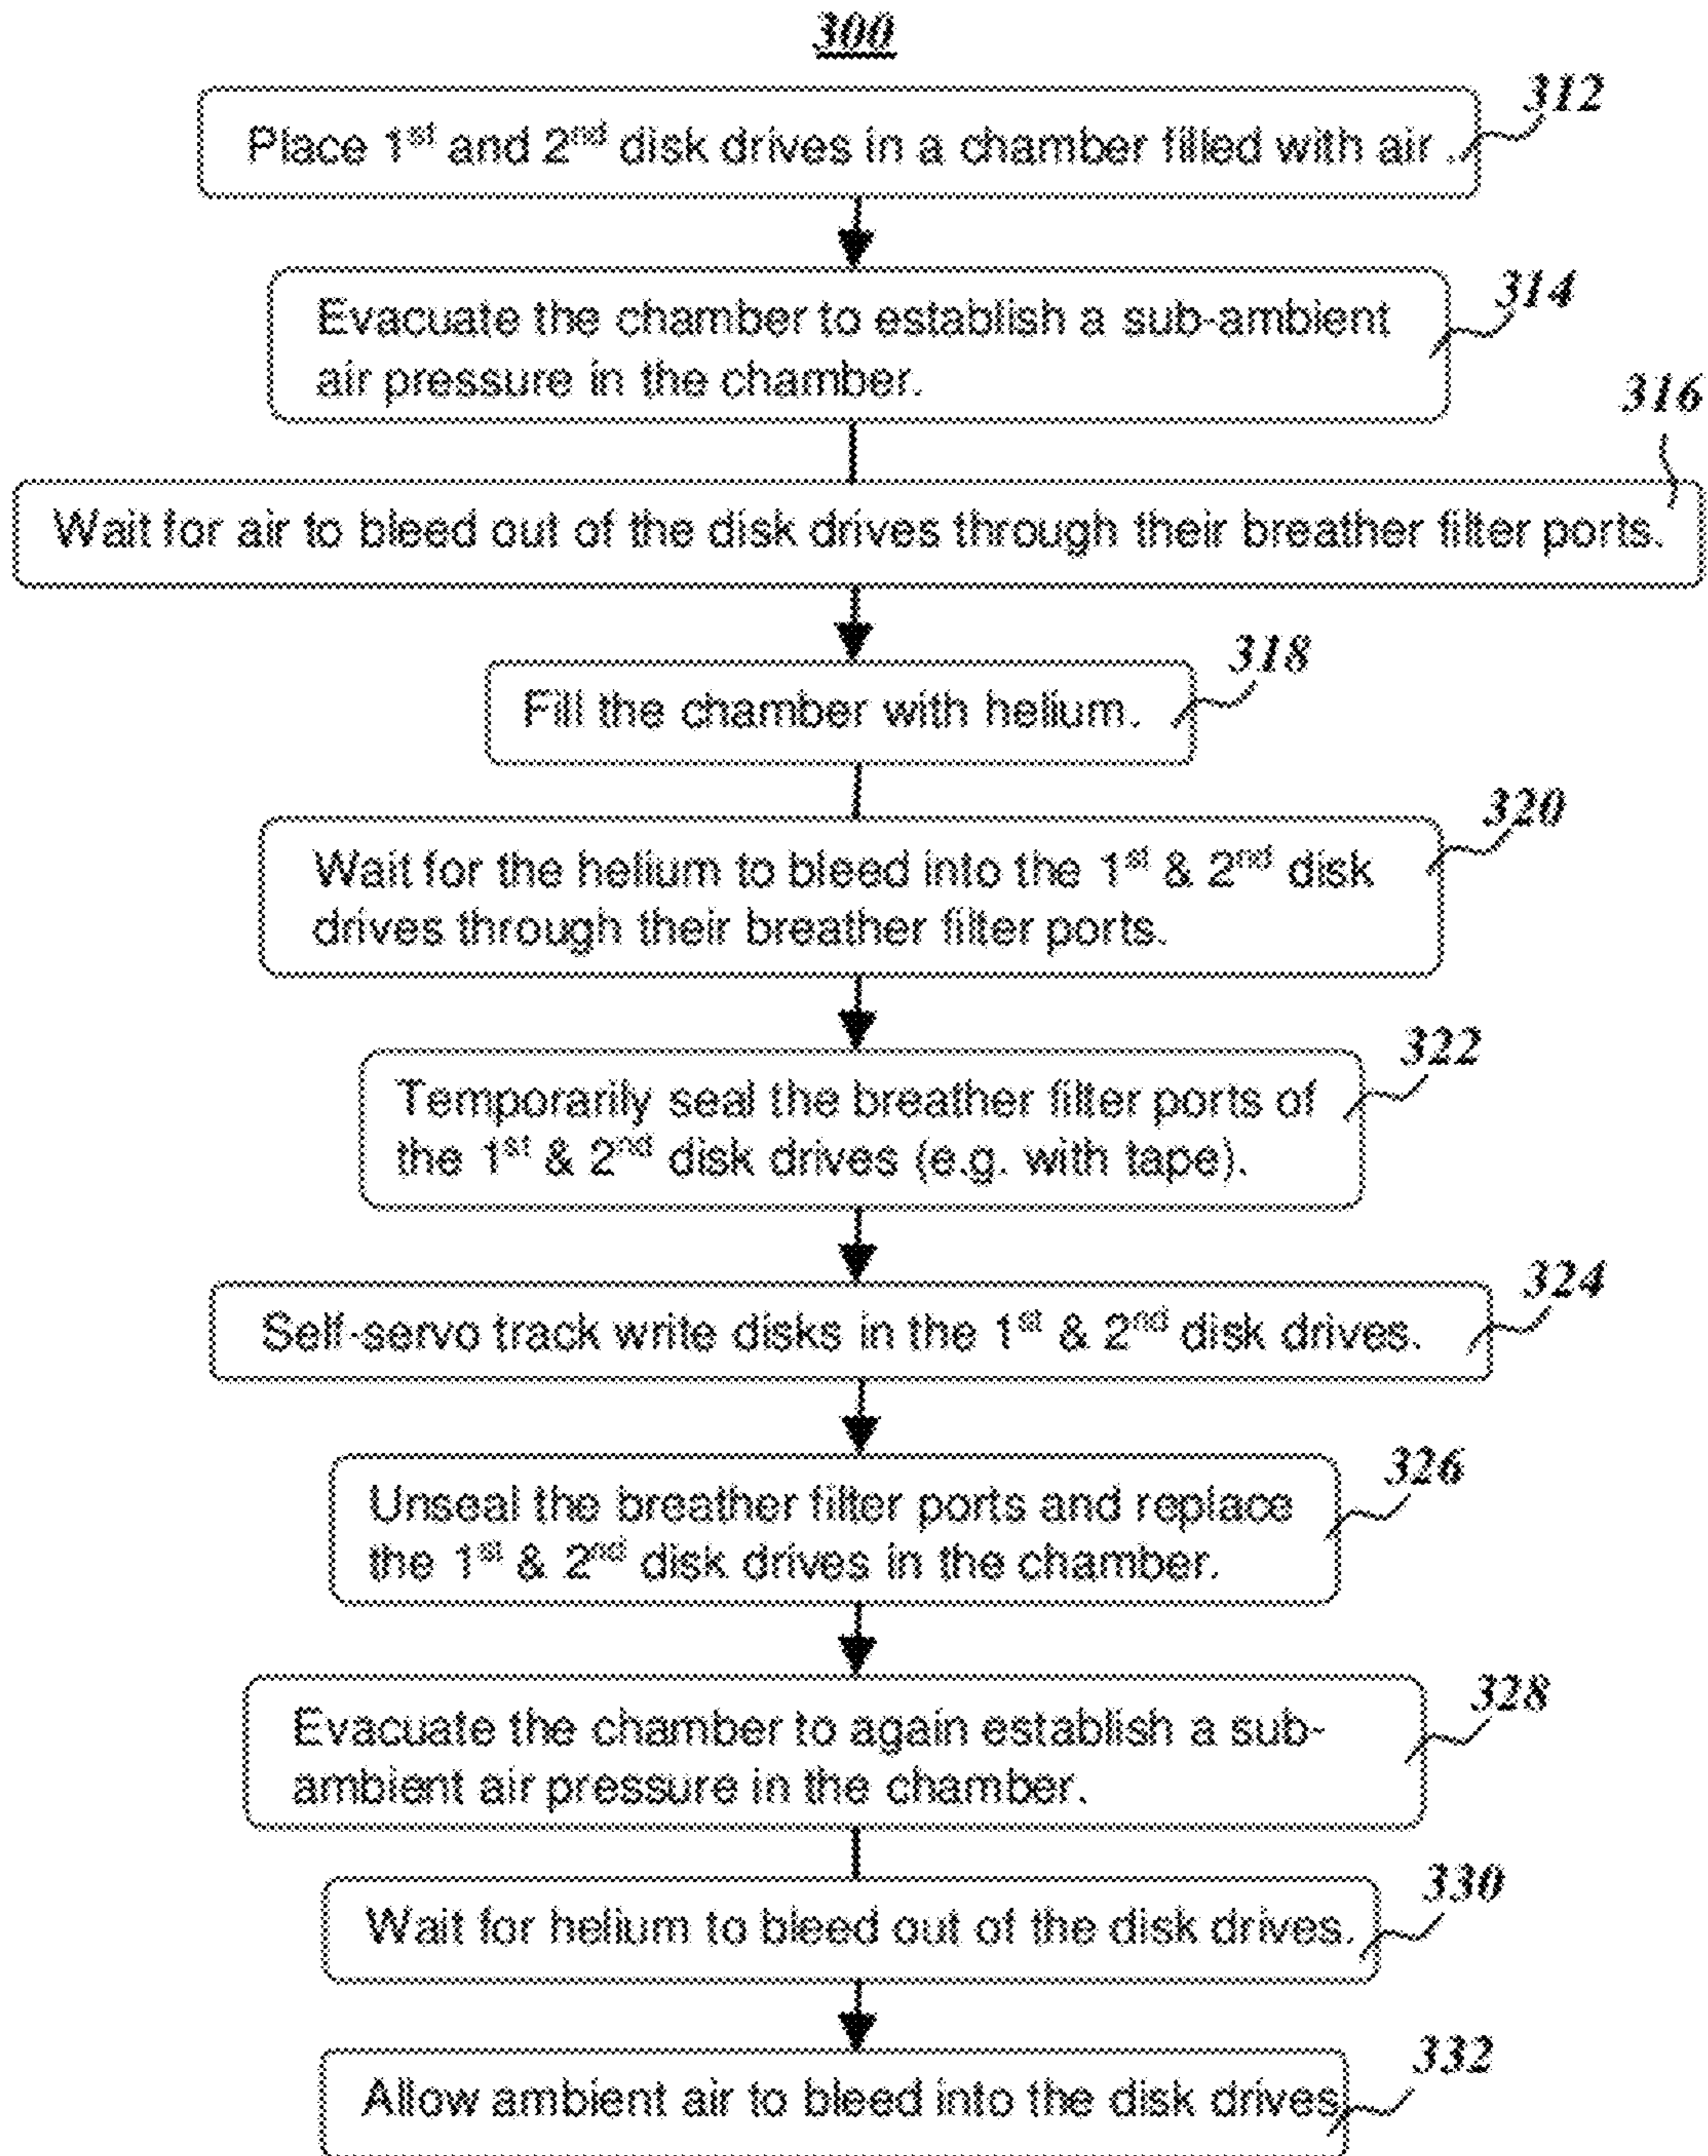 300
312
Place 1st and 2nd disk drives in a chamber filled with air.
314
Evacuate the chamber to establish a sub-ambient
air pressure in the chamber.
316
Wait for air to bleed out of the disk drives through their breather filter ports.
318
Fill the chamber with helium.
320
Wait for the helium to bleed into the 1st & 2nd disk
drives through their breather filter ports.
322
Temporarily seal the breather filter ports of
the 1st & 2nd disk drives (e.g. with tape).
324
Self-servo track write disks in the 1st & 2nd disk drives.
326
Unseal the breather filter ports and replace
the 1st & 2nd disk drives in the chamber.
328
Evacuate the chamber to again establish a sub-
ambient air pressure in the chamber.
330
Wait for helium to bleed out of the disk drives.
332
Allow ambient air to bleed into the disk drives